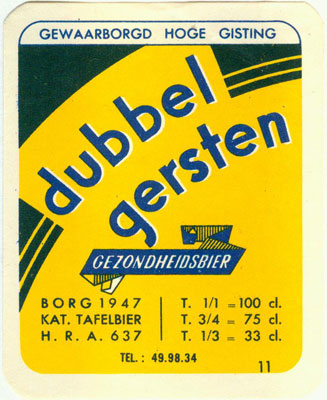 GEWAARBORGD HOGE GISTING
dubbel
gersten
GEZONDHEIDSBIER
BORG 1947 T. 1/1 = 100 cl.
KAT. TAFELBIER T. 3/4 = 75 cl.
H. R. A. 637 T. 1/3 = 33 cl.
TEL. : 49.98.34
11